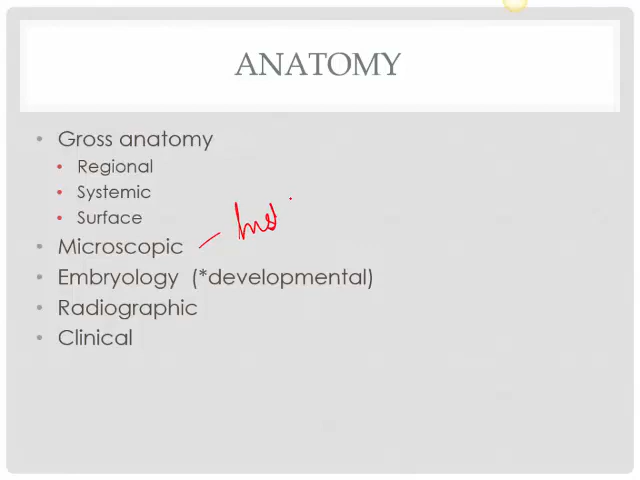 ANATOMY
• Gross anatomy
• Regional
• Systemic
• Surface
• Microscopic
• Embryology (*developmental)
• Radiographic
• Clinical